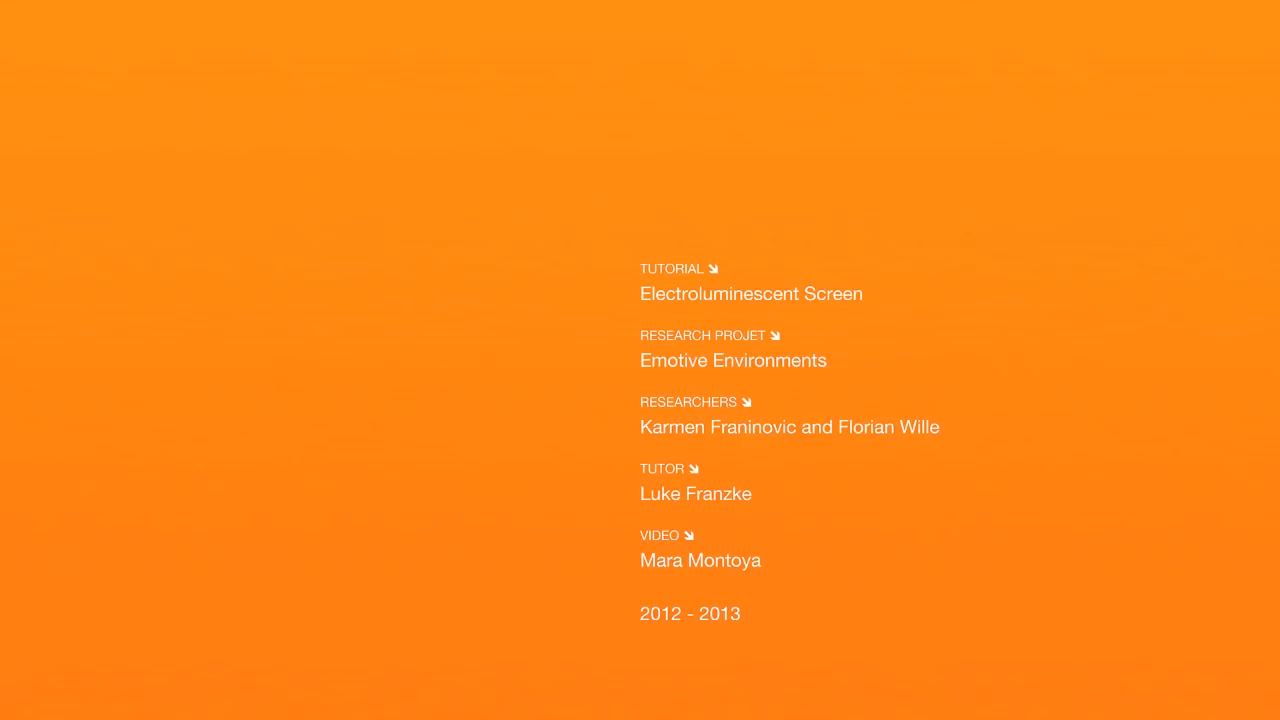 TUTORIAL ⬊
Electroluminescent Screen
RESEARCH PROJET ⬊
Emotive Environments
RESEARCHERS ⬊
Karmen Franinovic and Florian Wille
TUTOR ⬊
Luke Franzke
VIDEO ⬊
Mara Montoya
2012 - 2013